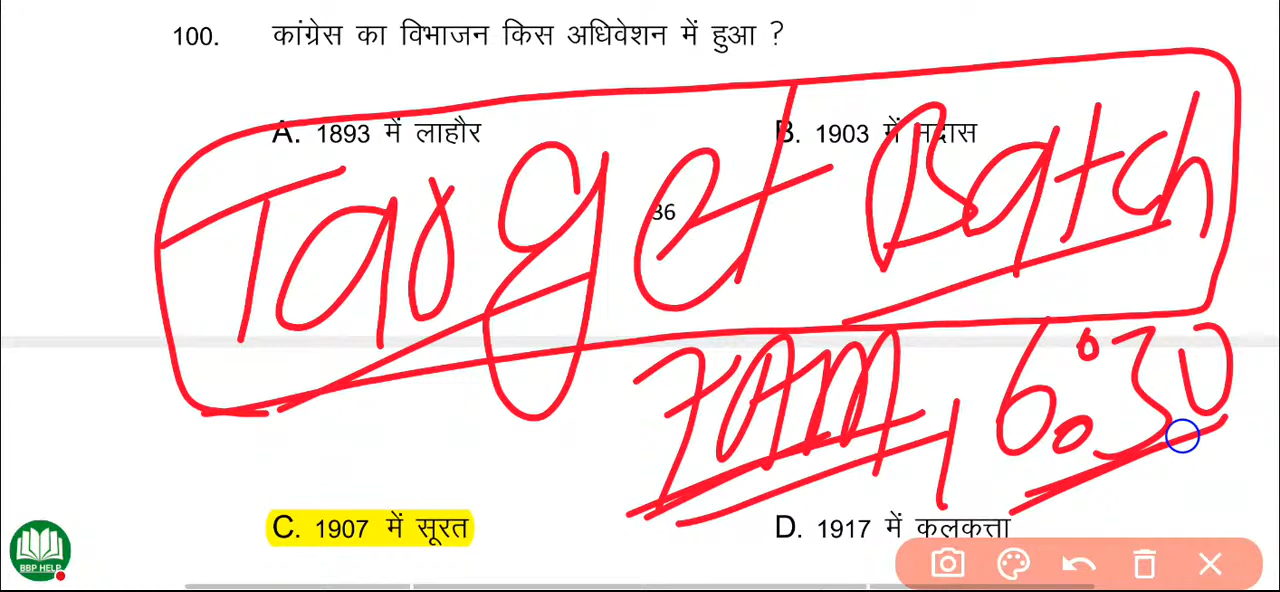 100. कांग्रेस का विभाजन किस अधिवेशन में हुआ ?
A. 1893 में लाहौर B. 1903 में मद्रास
36
Target Batch
7AM, 6:30
C. 1907 में सूरत D. 1917 में कलकत्ता
BBP HELP